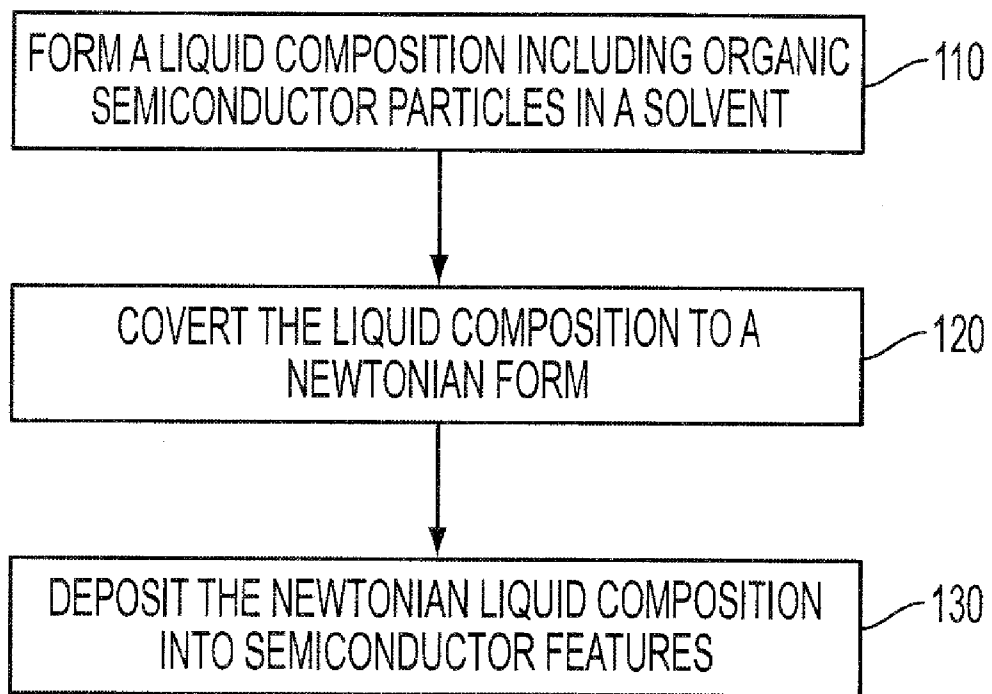 FORM A LIQUID COMPOSITION INCLUDING ORGANIC
SEMICONDUCTOR PARTICLES IN A SOLVENT
110
COVERT THE LIQUID COMPOSITION TO A
NEWTONIAN FORM
120
DEPOSIT THE NEWTONIAN LIQUID COMPOSITION
INTO SEMICONDUCTOR FEATURES
130